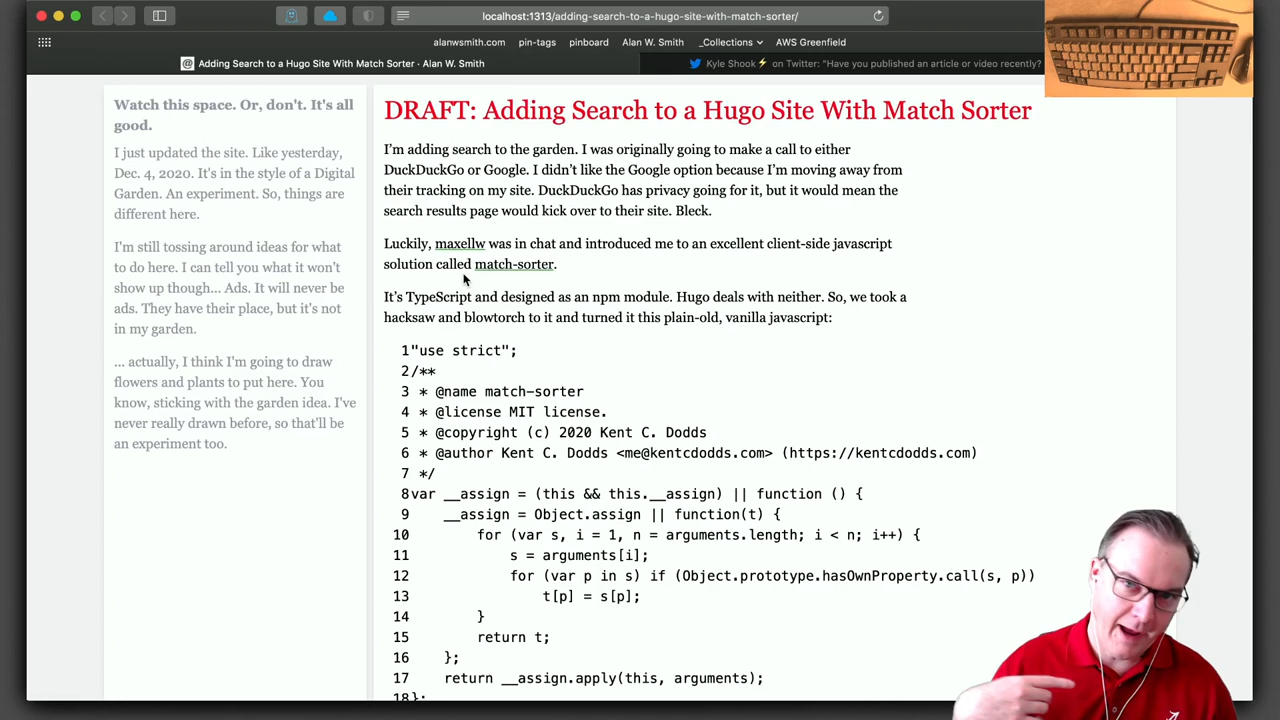 localhost:1313/adding-search-to-a-hugo-site-with-match-sorter/
alanwsmith.com pin-tags pinboard Alan W. Smith _Collections AWS Greenfield
@ Adding Search to a Hugo Site With Match Sorter - Alan W. Smith
Kyle Shook⚡ on Twitter: "Have you published an article or video recently?
Watch this space. Or, don't. It's all
good.
I just updated the site. Like yesterday,
Dec. 4, 2020. It's in the style of a Digital
Garden. An experiment. So, things are
different here.
I'm still tossing around ideas for what
to do here. I can tell you what it won't
show up though... Ads. It will never be
ads. They have their place, but it's not
in my garden.
... actually, I think I'm going to draw
flowers and plants to put here. You
know, sticking with the garden idea. I've
never really drawn before, so that'll be
an experiment too.
DRAFT: Adding Search to a Hugo Site With Match Sorter
I'm adding search to the garden. I was originally going to make a call to either
DuckDuckGo or Google. I didn't like the Google option because I'm moving away from
their tracking on my site. DuckDuckGo has privacy going for it, but it would mean the
search results page would kick over to their site. Bleck.
Luckily, maxellw was in chat and introduced me to an excellent client-side javascript
solution called match-sorter.
It's TypeScript and designed as an npm module. Hugo deals with neither. So, we took a
hacksaw and blowtorch to it and turned it this plain-old, vanilla javascript:
1"use strict";
2/**
3 * @name match-sorter
4 * @license MIT license.
5 * @copyright (c) 2020 Kent C. Dodds
6 * @author Kent C. Dodds <me@kentcdodds.com> (https://kentcdodds.com)
7 */
8var __assign = (this && this.__assign) || function () {
9 __assign = Object.assign || function(t) {
10 for (var s, i = 1, n = arguments.length; i < n; i++) {
11 s = arguments[i];
12 for (var p in s) if (Object.prototype.hasOwnProperty.call(s, p))
13 t[p] = s[p];
14 }
15 return t;
16 };
17 return __assign.apply(this, arguments);
18};